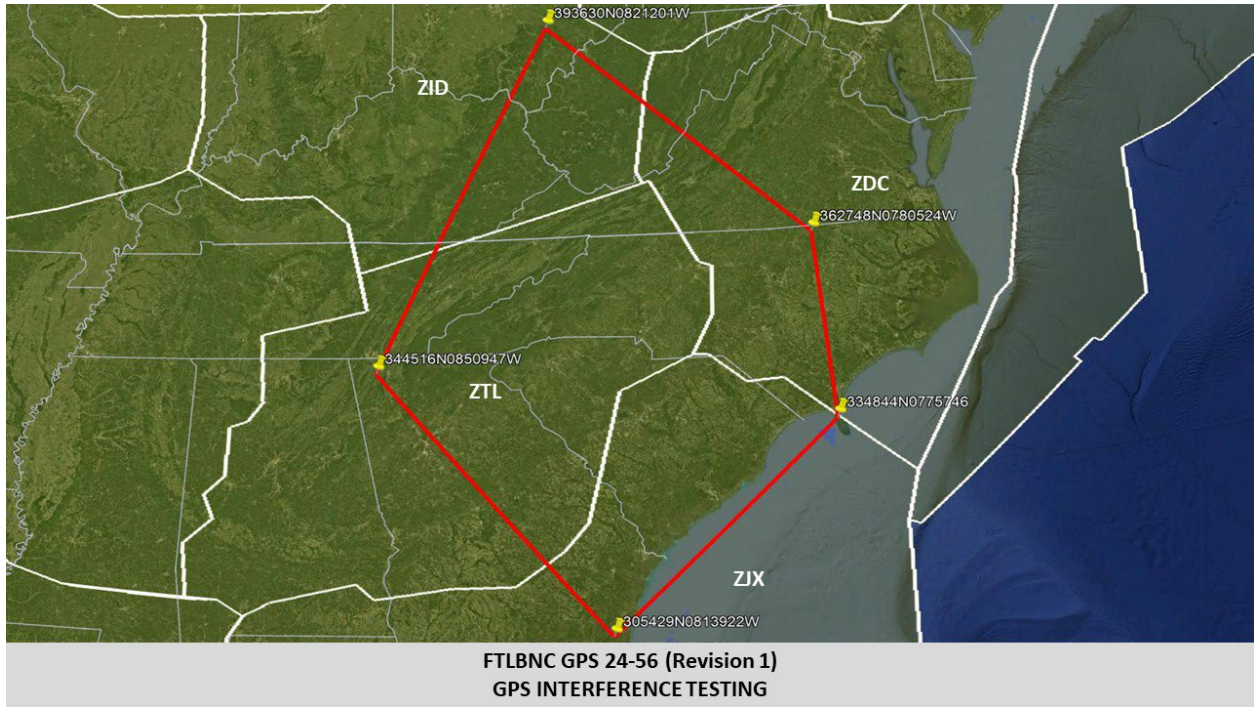 393630N0821201W
ZID
ZDC
362748N0780524W
344516N0850947W
ZTL
334844N0775746
ZJX
305429N0813922W
FTLBNC GPS 24-56 (Revision 1)
GPS INTERFERENCE TESTING